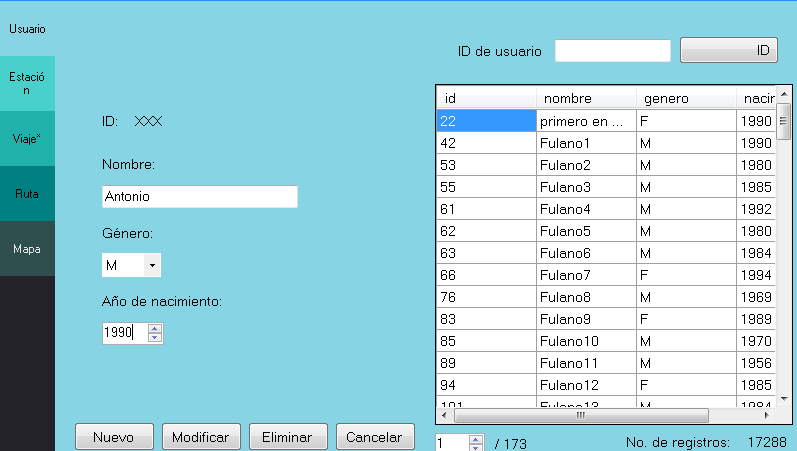 Usuario
Estació
n
Viaje*
Ruta
Mapa
ID: XXX
Nombre:
Antonio
Género:
M
Año de nacimiento:
1990
Nuevo Modificar Eliminar Cancelar
ID de usuario ID
id nombre genero nacir
22 primero en ... F 1990
42 Fulano1 M 1990
53 Fulano2 M 1980
55 Fulano3 M 1985
61 Fulano4 M 1992
62 Fulano5 M 1980
63 Fulano6 M 1984
66 Fulano7 F 1994
76 Fulano8 M 1969
83 Fulano9 F 1989
85 Fulano10 M 1970
89 Fulano11 M 1956
94 Fulano12 F 1985
101 Fulano13 M 1984
1 / 173 No. de registros: 17288